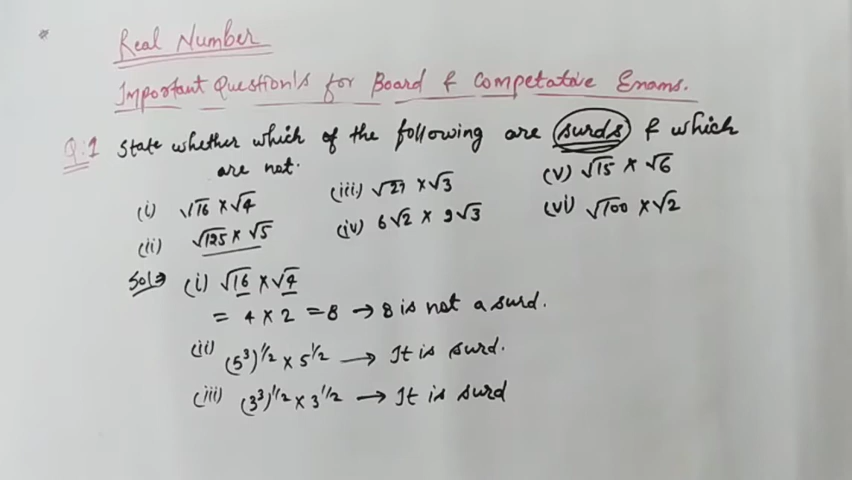 Real Number
Important Question's for Board & Competative Exams.
Q:1 State whether which of the following are surds & which are not.
(i) √16 × √4 (iii) √27 × √3 (v) √15 × √6
(ii) √125 × √5 (iv) 6√2 × 9√3 (vi) √100 × √2
Sol→ (i) √16 × √4
= 4 × 2 = 8 → 8 is not a surd.
(ii) (5³)^1/2 × 5^1/2 → It is surd.
(iii) (3³)^1/2 × 3^1/2 → It is surd